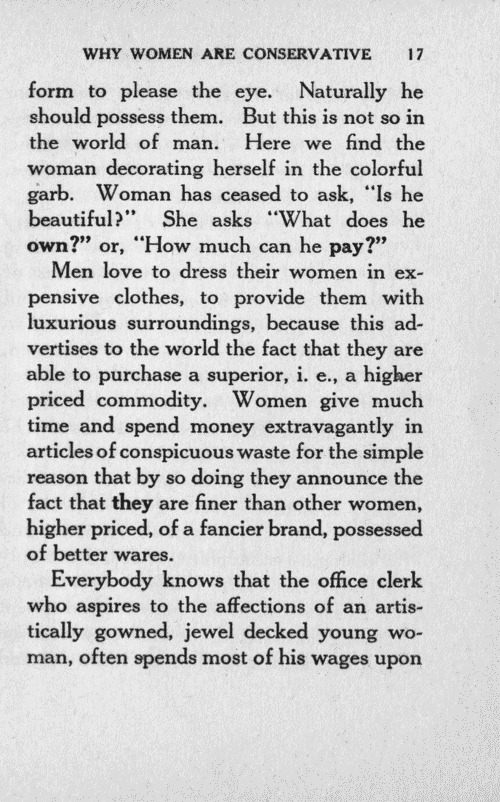 WHY WOMEN ARE CONSERVATIVE 17
form to please the eye. Naturally he
should possess them. But this is not so in
the world of man. Here we find the
woman decorating herself in the colorful
garb. Woman has ceased to ask, “Is he
beautiful?” She asks “What does he
own?” or, “How much can he pay?”
Men love to dress their women in ex-
pensive clothes, to provide them with
luxurious surroundings, because this ad-
vertises to the world the fact that they are
able to purchase a superior, i. e., a higher
priced commodity. Women give much
time and spend money extravagantly in
articles of conspicuous waste for the simple
reason that by so doing they announce the
fact that they are finer than other women,
higher priced, of a fancier brand, possessed
of better wares.
Everybody knows that the office clerk
who aspires to the affections of an artis-
tically gowned, jewel decked young wo-
man, often spends most of his wages upon